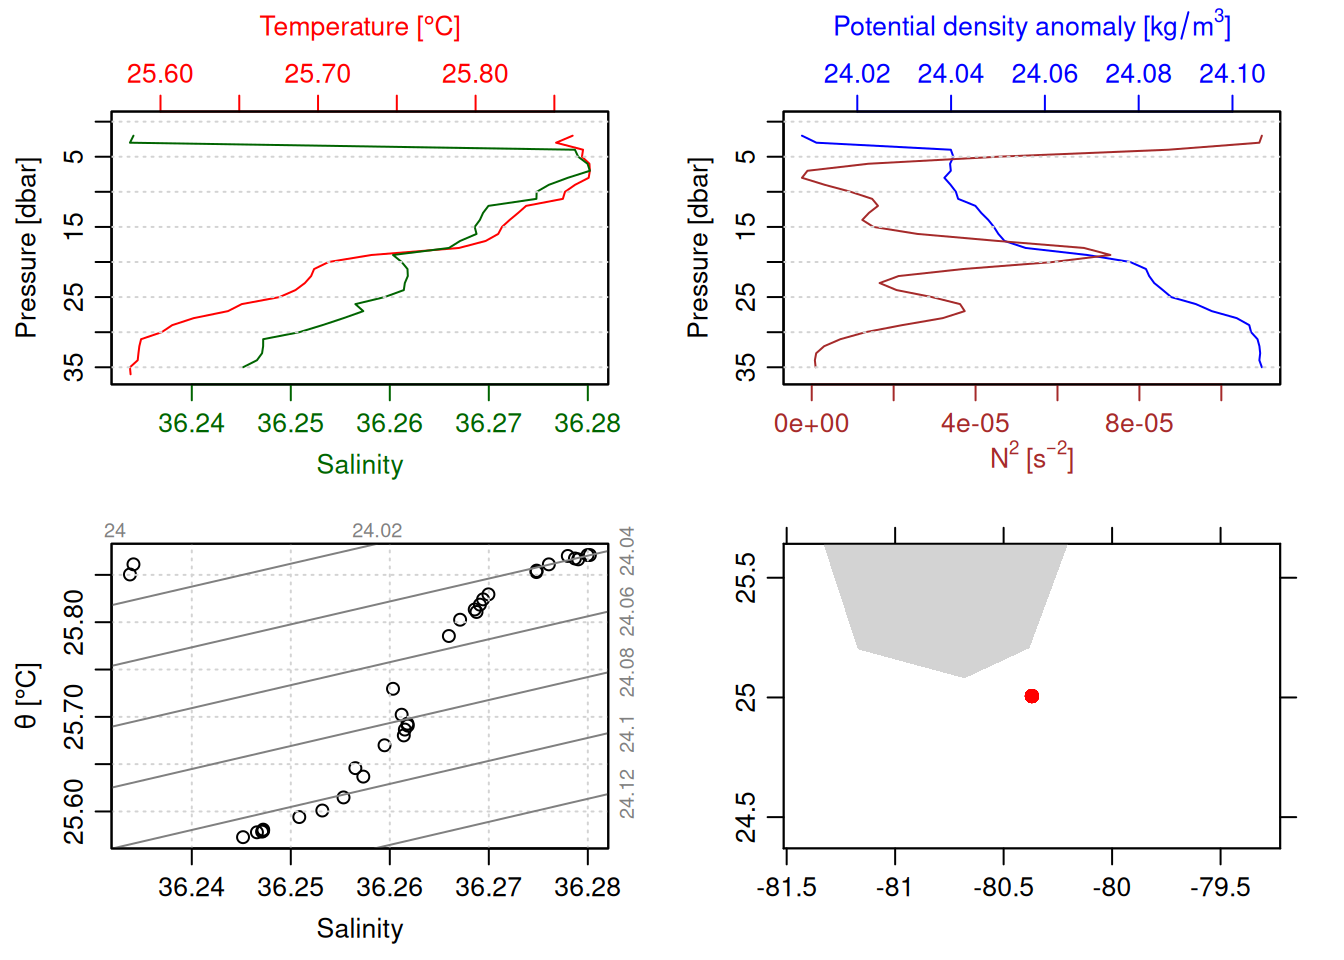 Temperature [°C]
25.60 25.70 25.80
Pressure [dbar]
5
15
25
35
36.24 36.25 36.26 36.27 36.28
Salinity
Potential density anomaly [kg/m³]
24.02 24.04 24.06 24.08 24.10
Pressure [dbar]
5
15
25
35
0e+00 4e-05 8e-05
N² [s⁻²]
24 24.02
24.04
24.06
24.08
24.1
24.12
θ [°C]
25.80
25.70
25.60
36.24 36.25 36.26 36.27 36.28
Salinity
25.5
25
24.5
-81.5 -81 -80.5 -80 -79.5